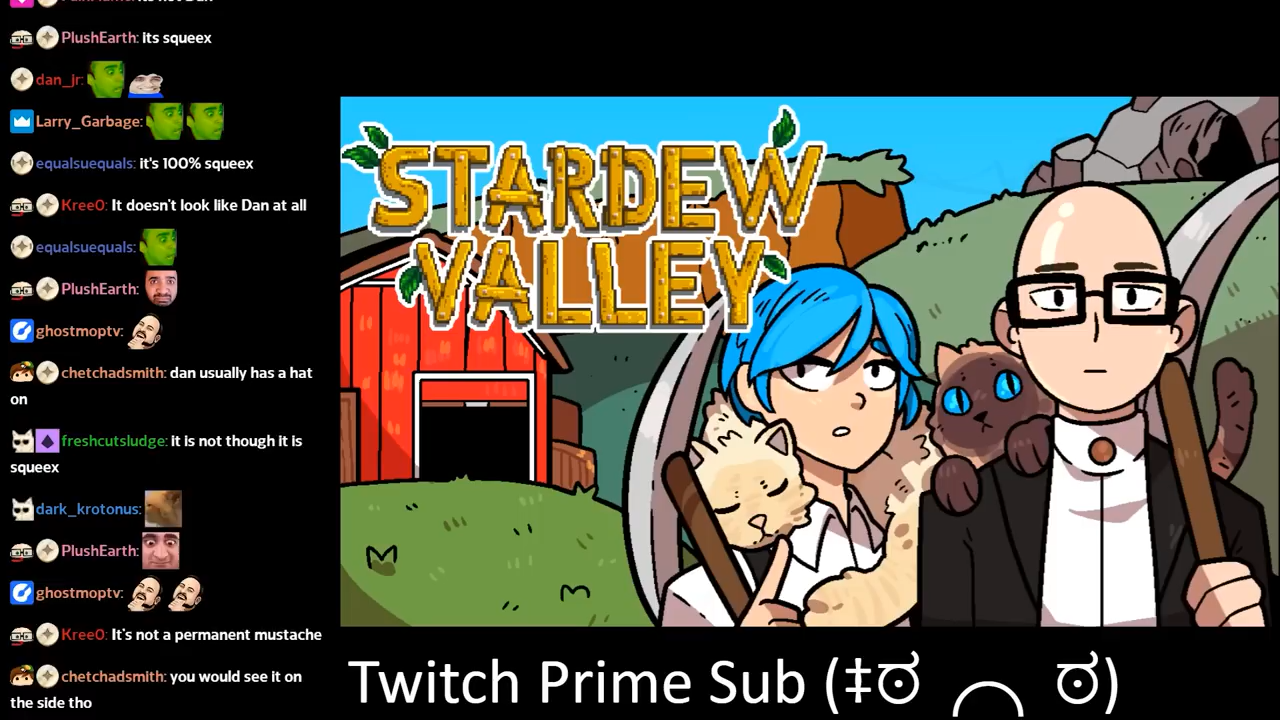 PlushEarth: its squeex
dan_jr:
Larry_Garbage:
equalsuequals: it's 100% squeex
KreeO: It doesn't look like Dan at all
equalsuequals:
PlushEarth:
ghostmoptv:
chetchadsmith: dan usually has a hat
on
freshcutsludge: it is not though it is
squeex
dark_krotonus:
PlushEarth:
ghostmoptv:
KreeO: It's not a permanent mustache
chetchadsmith: you would see it on
the side tho
STARDEW
VALLEY
Twitch Prime Sub (‡ಠ ╭╮ ಠ)